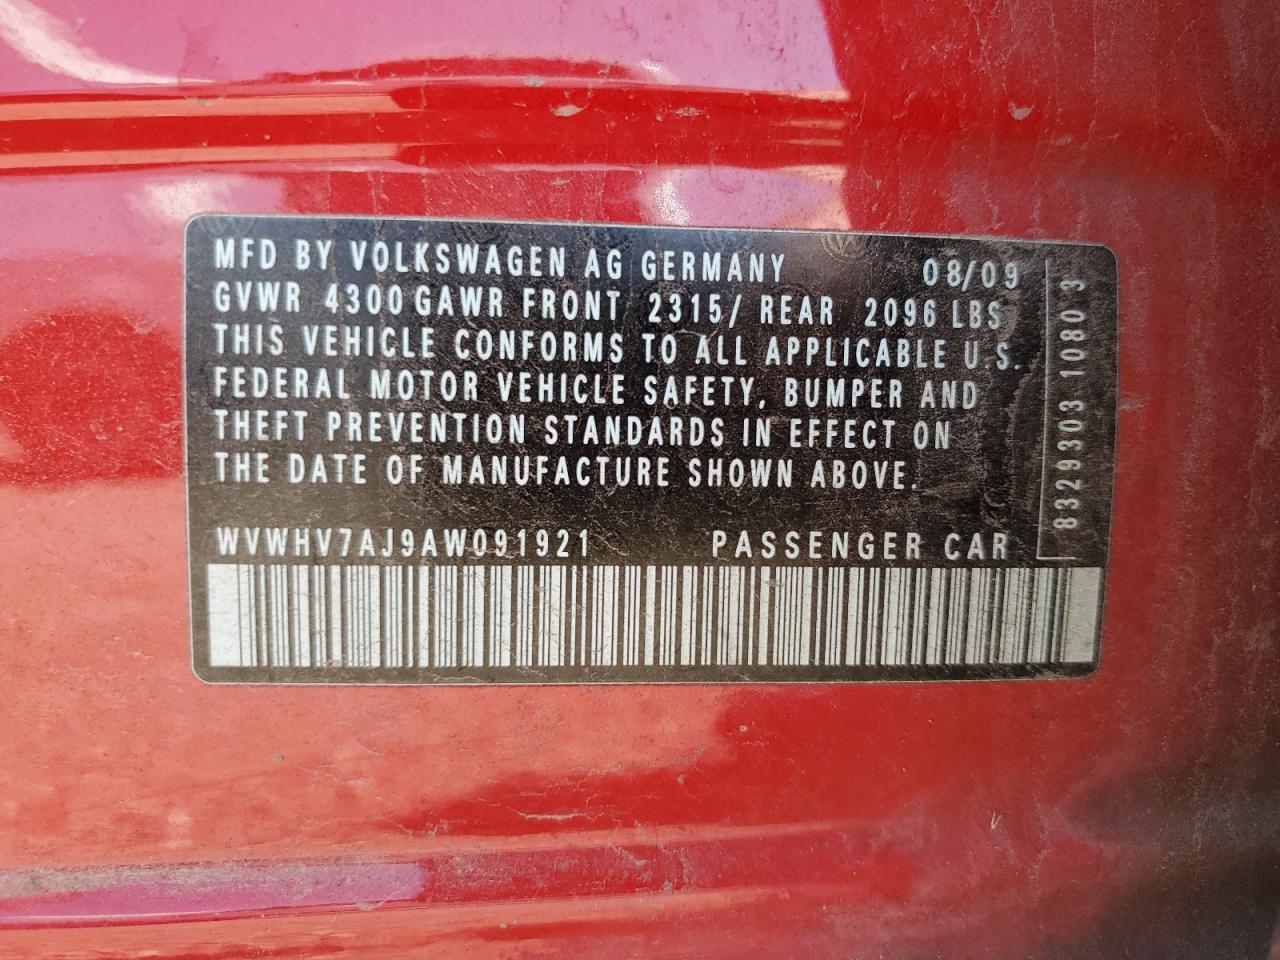 MFD BY VOLKSWAGEN AG GERMANY 08/09
GVWR 4300 GAWR FRONT 2315/ REAR 2096 LBS
THIS VEHICLE CONFORMS TO ALL APPLICABLE U.S.
FEDERAL MOTOR VEHICLE SAFETY, BUMPER AND
THEFT PREVENTION STANDARDS IN EFFECT ON
THE DATE OF MANUFACTURE SHOWN ABOVE.
WVWHV7AJ9AW091921 PASSENGER CAR
8329303 10803